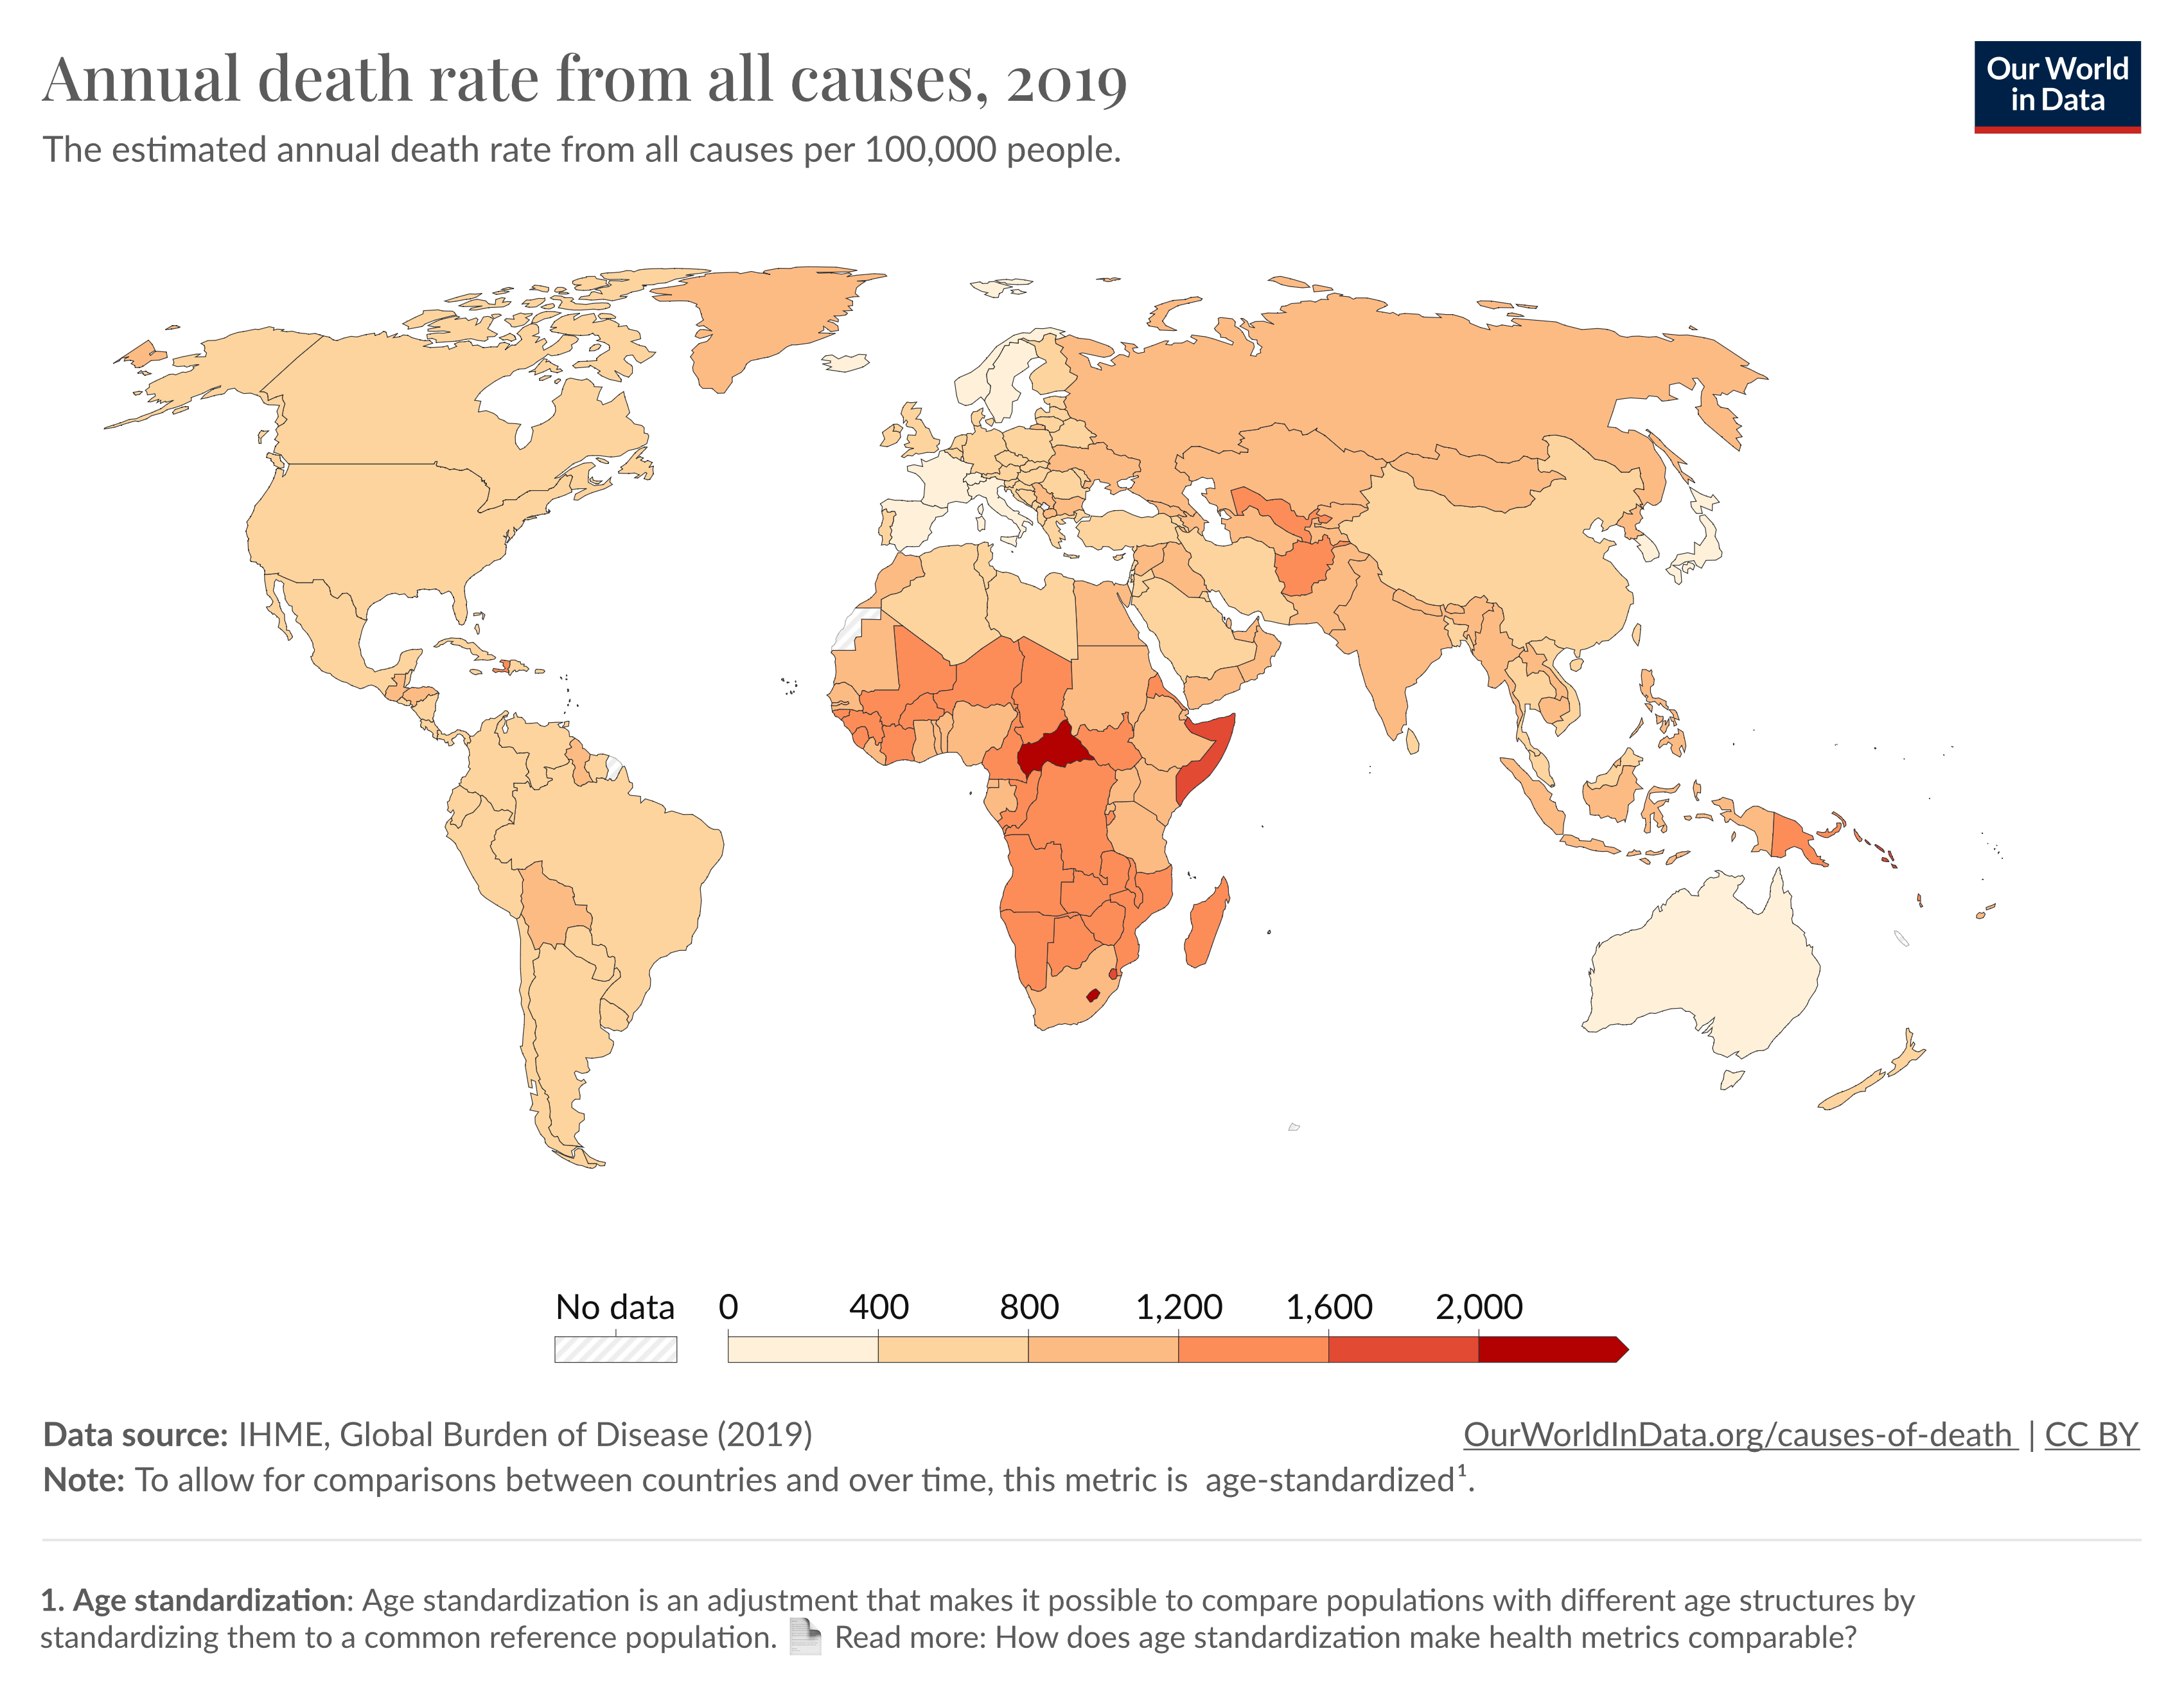 Annual death rate from all causes, 2019
Our World
in Data
The estimated annual death rate from all causes per 100,000 people.
No data 0 400 800 1,200 1,600 2,000
Data source: IHME, Global Burden of Disease (2019)
OurWorldInData.org/causes-of-death | CC BY
Note: To allow for comparisons between countries and over time, this metric is age-standardized¹.
1. Age standardization: Age standardization is an adjustment that makes it possible to compare populations with different age structures by
standardizing them to a common reference population. Read more: How does age standardization make health metrics comparable?